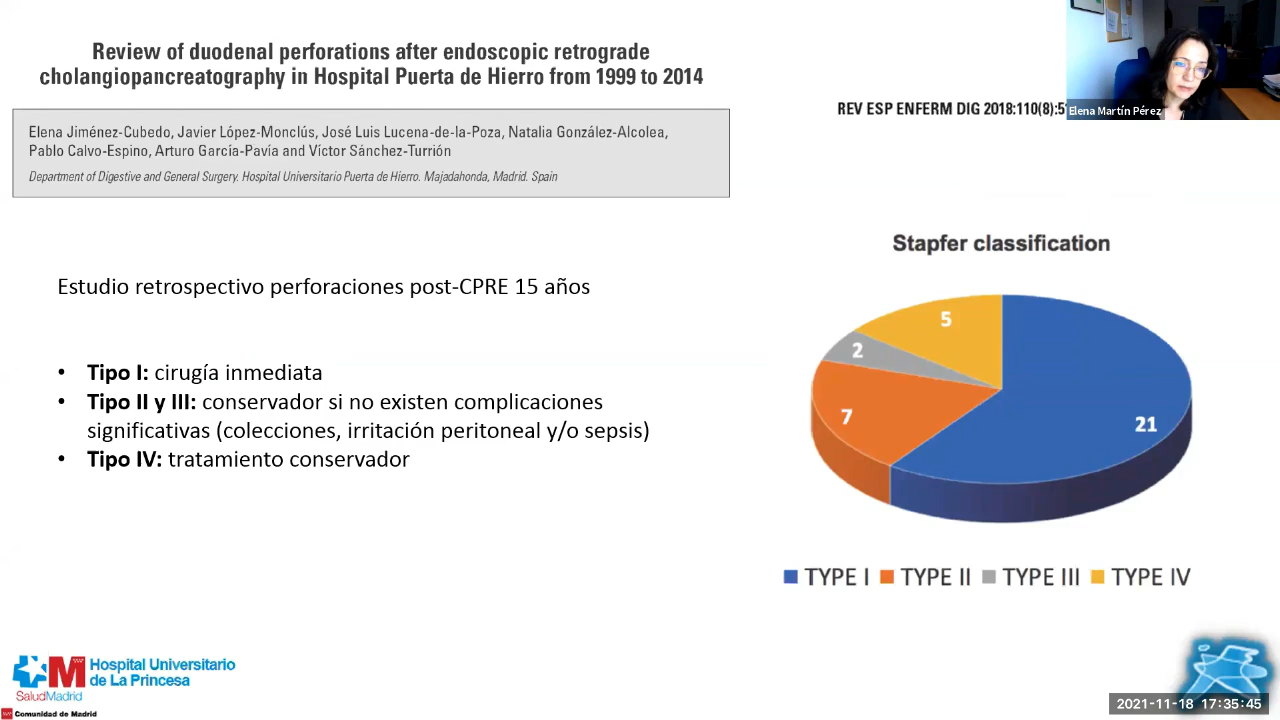 Review of duodenal perforations after endoscopic retrograde
cholangiopancreatography in Hospital Puerta de Hierro from 1999 to 2014
Elena Jiménez-Cubedo, Javier López-Monclús, José Luis Lucena-de-la-Poza, Natalia González-Alcolea,
Pablo Calvo-Espino, Arturo García-Pavía and Víctor Sánchez-Turrión
Department of Digestive and General Surgery. Hospital Universitario Puerta de Hierro. Majadahonda, Madrid. Spain
REV ESP ENFERM DIG 2018:110(8):5
Elena Martín Pérez
Estudio retrospectivo perforaciones post-CPRE 15 años
• Tipo I: cirugía inmediata
• Tipo II y III: conservador si no existen complicaciones
significativas (colecciones, irritación peritoneal y/o sepsis)
• Tipo IV: tratamiento conservador
Stapfer classification
5
2
7
21
TYPE I TYPE II TYPE III TYPE IV
M
Hospital Universitario
de La Princesa
SaludMadrid
Comunidad de Madrid
2021-11-18 17:35:45